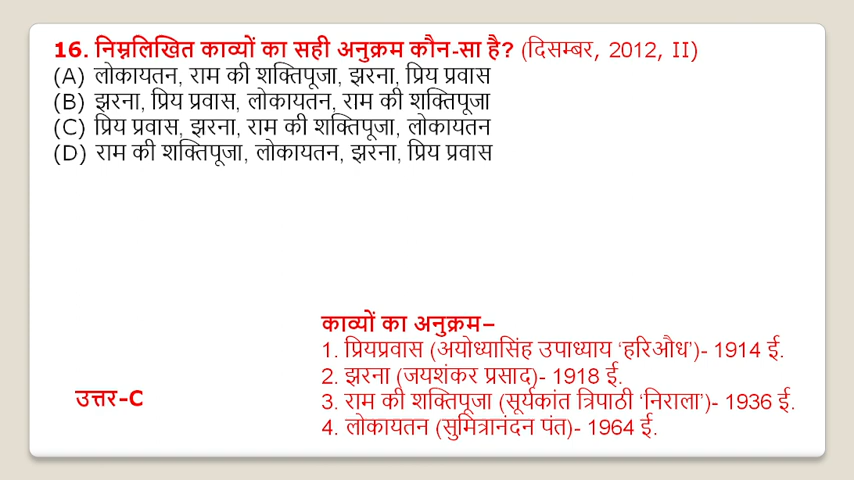 16. निम्नलिखित काव्यों का सही अनुक्रम कौन-सा है? (दिसम्बर, 2012, II)
(A) लोकायतन, राम की शक्तिपूजा, झरना, प्रिय प्रवास
(B) झरना, प्रिय प्रवास, लोकायतन, राम की शक्तिपूजा
(C) प्रिय प्रवास, झरना, राम की शक्तिपूजा, लोकायतन
(D) राम की शक्तिपूजा, लोकायतन, झरना, प्रिय प्रवास
काव्यों का अनुक्रम–
1. प्रियप्रवास (अयोध्यासिंह उपाध्याय ‘हरिऔध’)- 1914 ई.
2. झरना (जयशंकर प्रसाद)- 1918 ई.
उत्तर-C
3. राम की शक्तिपूजा (सूर्यकांत त्रिपाठी ‘निराला’)- 1936 ई.
4. लोकायतन (सुमित्रानंदन पंत)- 1964 ई.